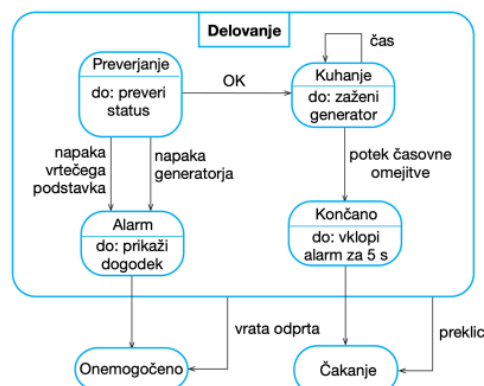 Delovanje
Preverjanje
do: preveri
status
OK
čas
Kuhanje
do: zaženi
generator
napaka
vrtečega
podstavka
napaka
generatorja
potek časovne
omejitve
Alarm
do: prikaži
dogodek
Končano
do: vklopi
alarm za 5 s
vrata odprta
preklic
Onemogočeno
Čakanje